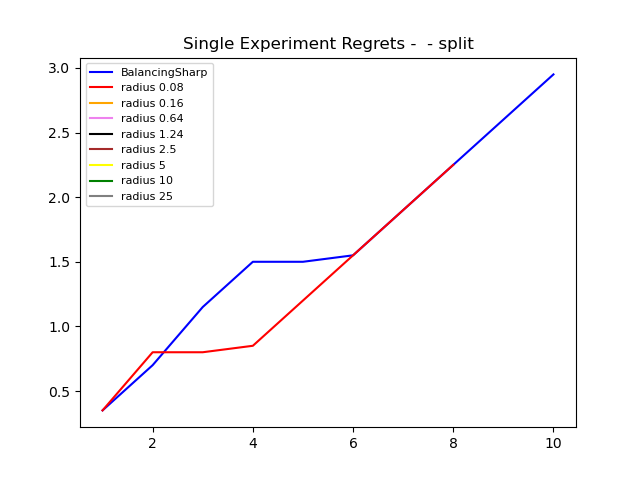 Single Experiment Regrets -  - split
3.0
2.5
2.0
1.5
1.0
0.5
BalancingSharp
radius 0.08
radius 0.16
radius 0.64
radius 1.24
radius 2.5
radius 5
radius 10
radius 25
2 4 6 8 10